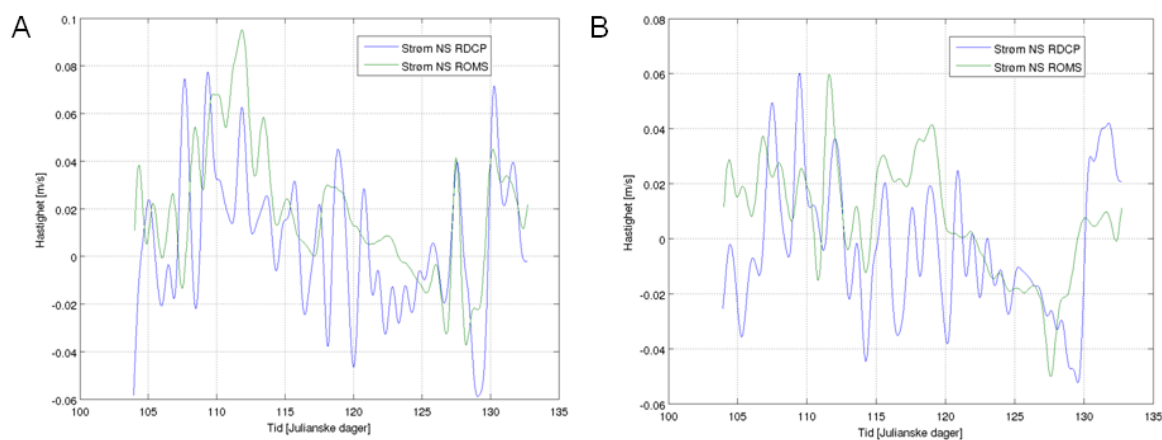 A
0.1
0.08
0.06
0.04
0.02
0
-0.02
-0.04
-0.06
Hastighet [m/s]
Strøm NS RDCP
Strøm NS ROMS
100 105 110 115 120 125 130 135
Tid [Julianske dager]
B
0.08
0.06
0.04
0.02
0
-0.02
-0.04
-0.06
Hastighet [m/s]
Strøm NS RDCP
Strøm NS ROMS
100 105 110 115 120 125 130 135
Tid [Julianske dager]